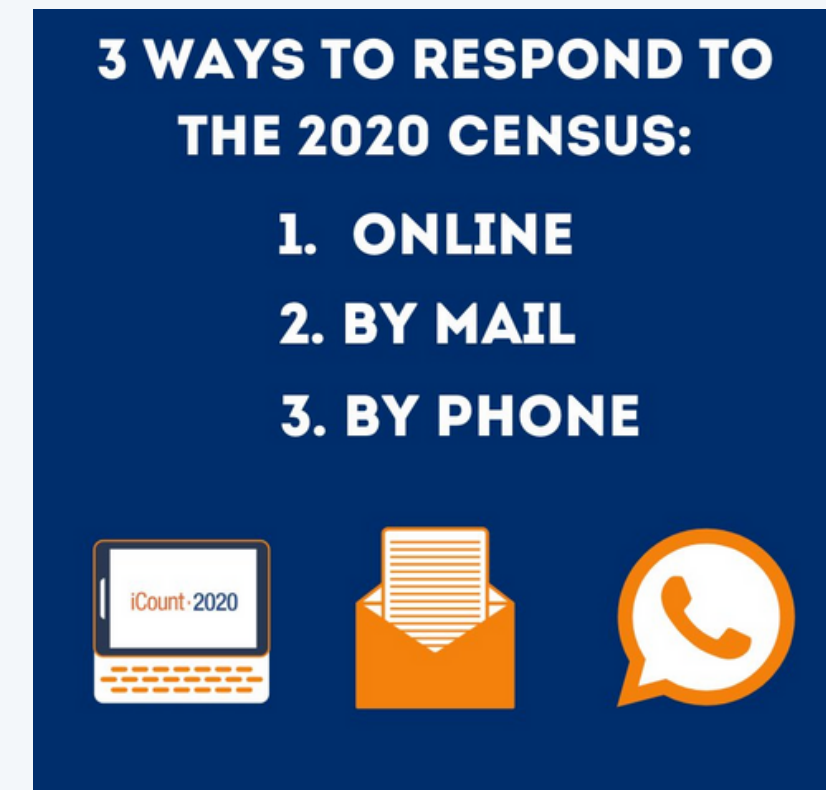 3 WAYS TO RESPOND TO
THE 2020 CENSUS:
1. ONLINE
2. BY MAIL
3. BY PHONE
iCount·2020